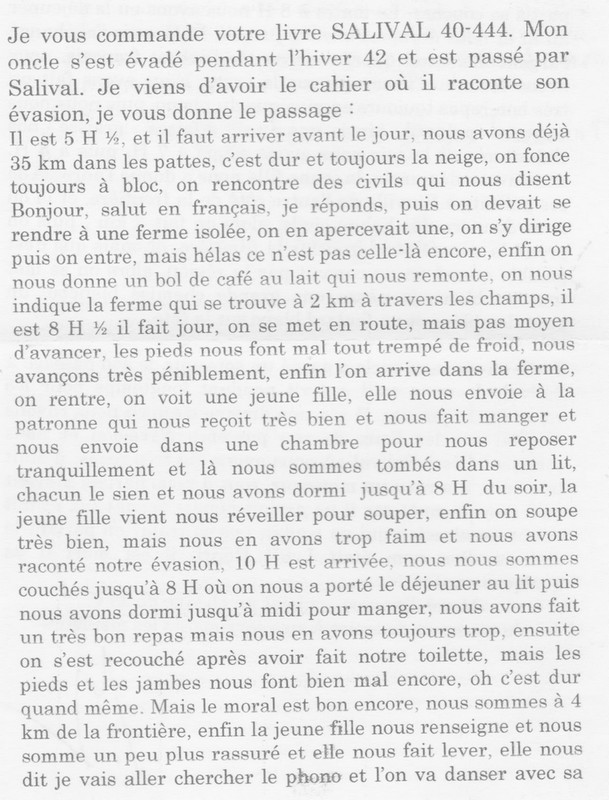 Je vous commande votre livre SALIVAL 40-444. Mon
oncle s'est évadé pendant l'hiver 42 et est passé par
Salival. Je viens d'avoir le cahier où il raconte son
évasion, je vous donne le passage :
Il est 5 H ½, et il faut arriver avant le jour, nous avons déjà
35 km dans les pattes, c'est dur et toujours la neige, on fonce
toujours à bloc, on rencontre des civils qui nous disent
Bonjour, salut en français, je réponds, puis on devait se
rendre à une ferme isolée, on en apercevait une, on s'y dirige
puis on entre, mais hélas ce n'est pas celle-là encore, enfin on
nous donne un bol de café au lait qui nous remonte, on nous
indique la ferme qui se trouve à 2 km à travers les champs, il
est 8 H ½ il fait jour, on se met en route, mais pas moyen
d'avancer, les pieds nous font mal tout trempé de froid, nous
avançons très péniblement, enfin l'on arrive dans la ferme,
on rentre, on voit une jeune fille, elle nous envoie à la
patronne qui nous reçoit très bien et nous fait manger et
nous envoie dans une chambre pour nous reposer
tranquillement et là nous sommes tombés dans un lit,
chacun le sien et nous avons dormi jusqu'à 8 H du soir, la
jeune fille vient nous réveiller pour souper, enfin on soupe
très bien, mais nous en avons trop faim et nous avons
raconté notre évasion, 10 H est arrivée, nous nous sommes
couchés jusqu'à 8 H où on nous a porté le déjeuner au lit puis
nous avons dormi jusqu'à midi pour manger, nous avons fait
un très bon repas mais nous en avons toujours trop, ensuite
on s'est recouché après avoir fait notre toilette, mais les
pieds et les jambes nous font bien mal encore, oh c'est dur
quand même. Mais le moral est bon encore, nous sommes à 4
km de la frontière, enfin la jeune fille nous renseigne et nous
somme un peu plus rassuré et elle nous fait lever, elle nous
dit je vais aller chercher le phono et l'on va danser avec sa